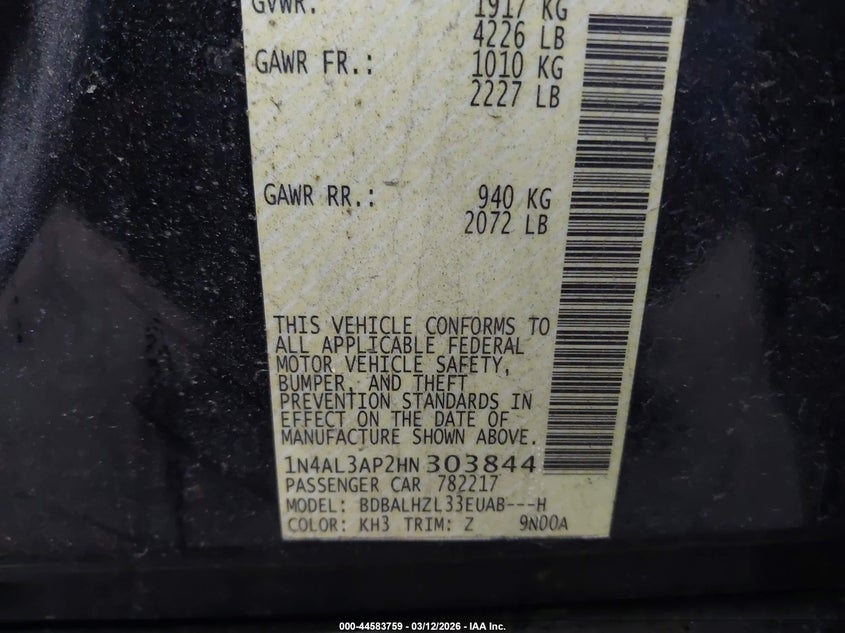 GVWR: 1917 KG
4226 LB
GAWR FR.: 1010 KG
2227 LB
GAWR RR.: 940 KG
2072 LB
THIS VEHICLE CONFORMS TO
ALL APPLICABLE FEDERAL
MOTOR VEHICLE SAFETY,
BUMPER, AND THEFT
PREVENTION STANDARDS IN
EFFECT ON THE DATE OF
MANUFACTURE SHOWN ABOVE.
1N4AL3AP2HN303844
PASSENGER CAR 782217
MODEL: BDBALHZL33EUAB---H
COLOR: KH3 TRIM: Z 9N00A
000-44583759 - 03/12/2026 - IAA Inc.